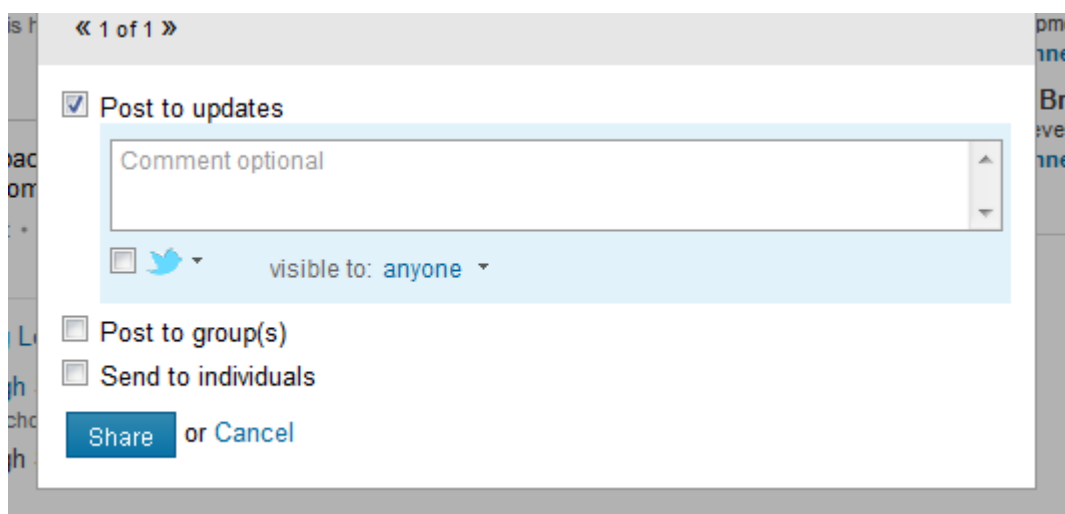 « 1 of 1 »
Post to updates
Comment optional
visible to: anyone
Post to group(s)
Send to individuals
Share or Cancel